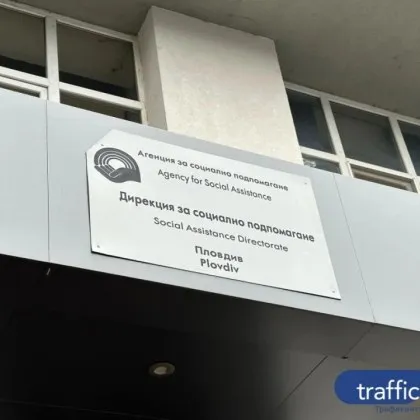 Агенция за социално подпомагане
Agency for Social Assistance
Дирекция за социално подпомагане
Social Assistance Directorate
Пловдив
Plovdiv
traffic